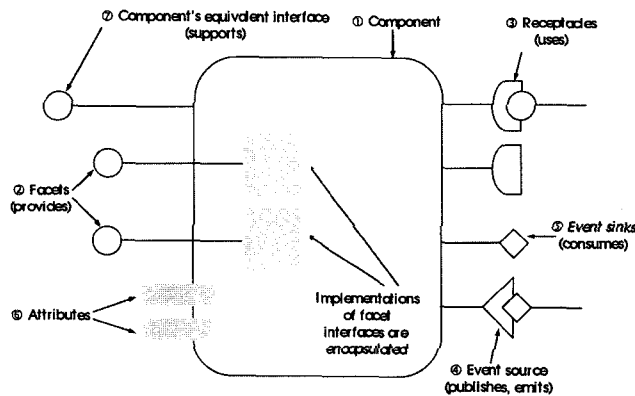 ⑦ Component's equivalent interface
(supports)
① Component
③ Receptacles
(uses)
② Facets
(provides)
⑤ Event sinks
(consumes)
⑥ Attributes
Implementations
of facet
interfaces are
encapsulated
④ Event source
(publishes, emits)